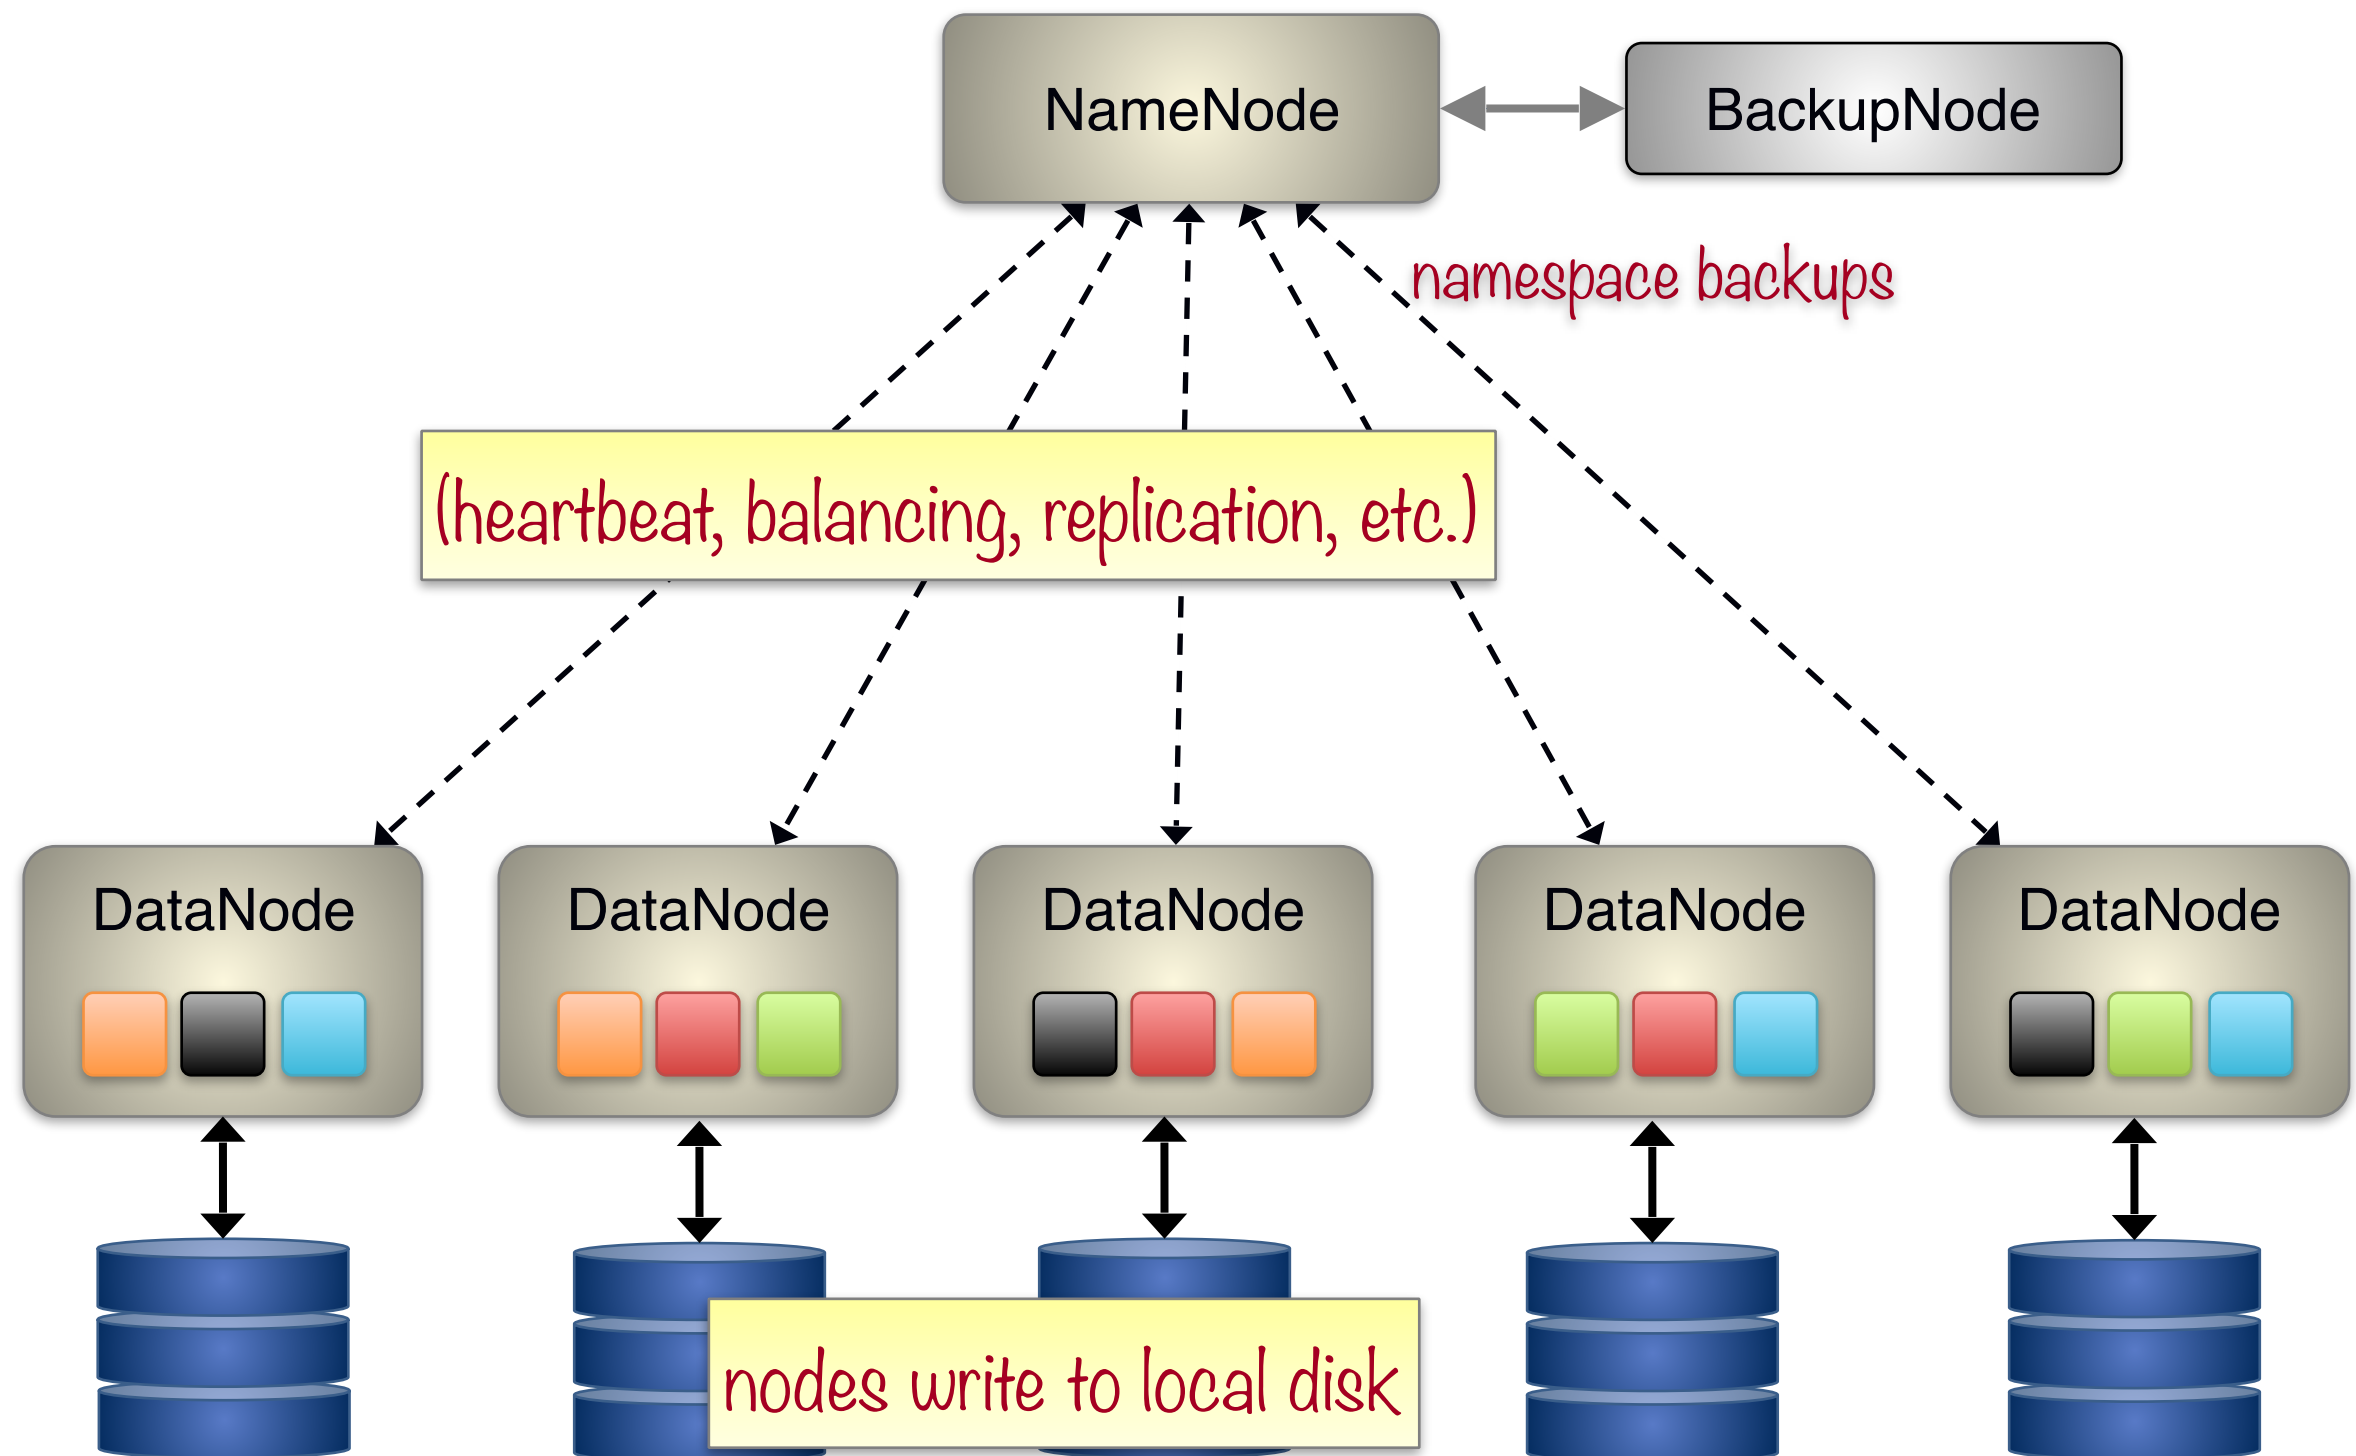 NameNode
BackupNode
namespace backups
(heartbeat, balancing, replication, etc.)
DataNode
DataNode
DataNode
DataNode
DataNode
nodes write to local disk